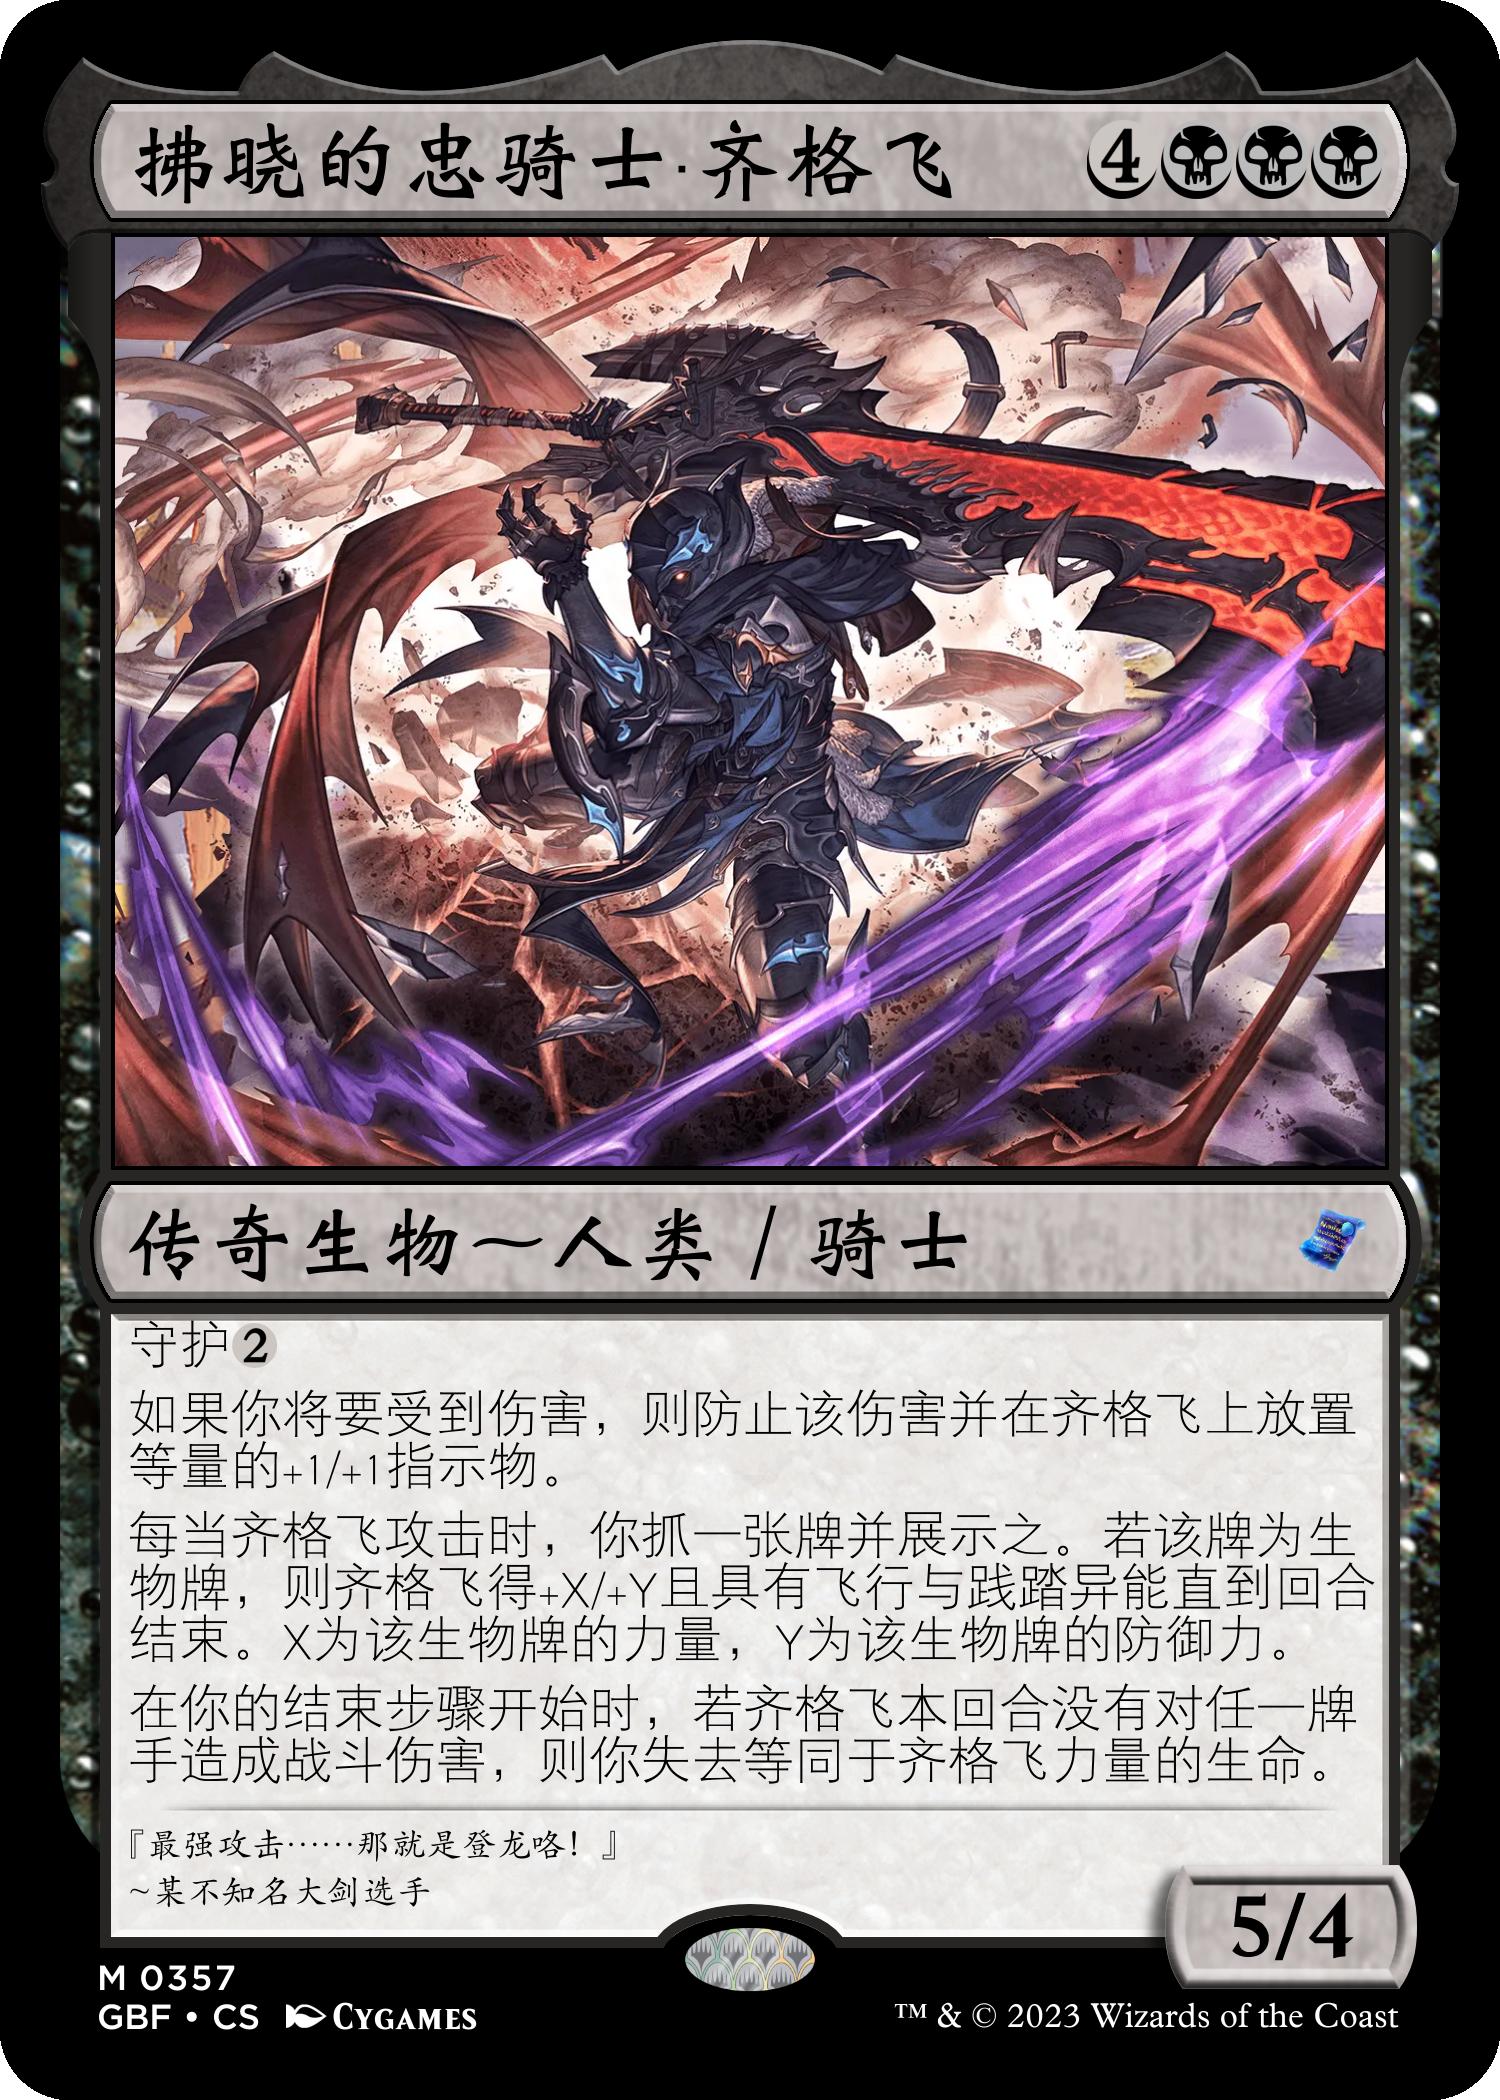 拂晓的忠骑士·齐格飞 4
传奇生物～人类 / 骑士
守护2
如果你将要受到伤害，则防止该伤害并在齐格飞上放置
等量的+1/+1指示物。
每当齐格飞攻击时，你抓一张牌并展示之。若该牌为生
物牌，则齐格飞得+X/+Y且具有飞行与践踏异能直到回合
结束。X为该生物牌的力量，Y为该生物牌的防御力。
在你的结束步骤开始时，若齐格飞本回合没有对任一牌
手造成战斗伤害，则你失去等同于齐格飞力量的生命。
『最强攻击……那就是登龙咯！』
~某不知名大剑选手
5/4
M 0357
GBF • CS CYGAMES
™ & © 2023 Wizards of the Coast